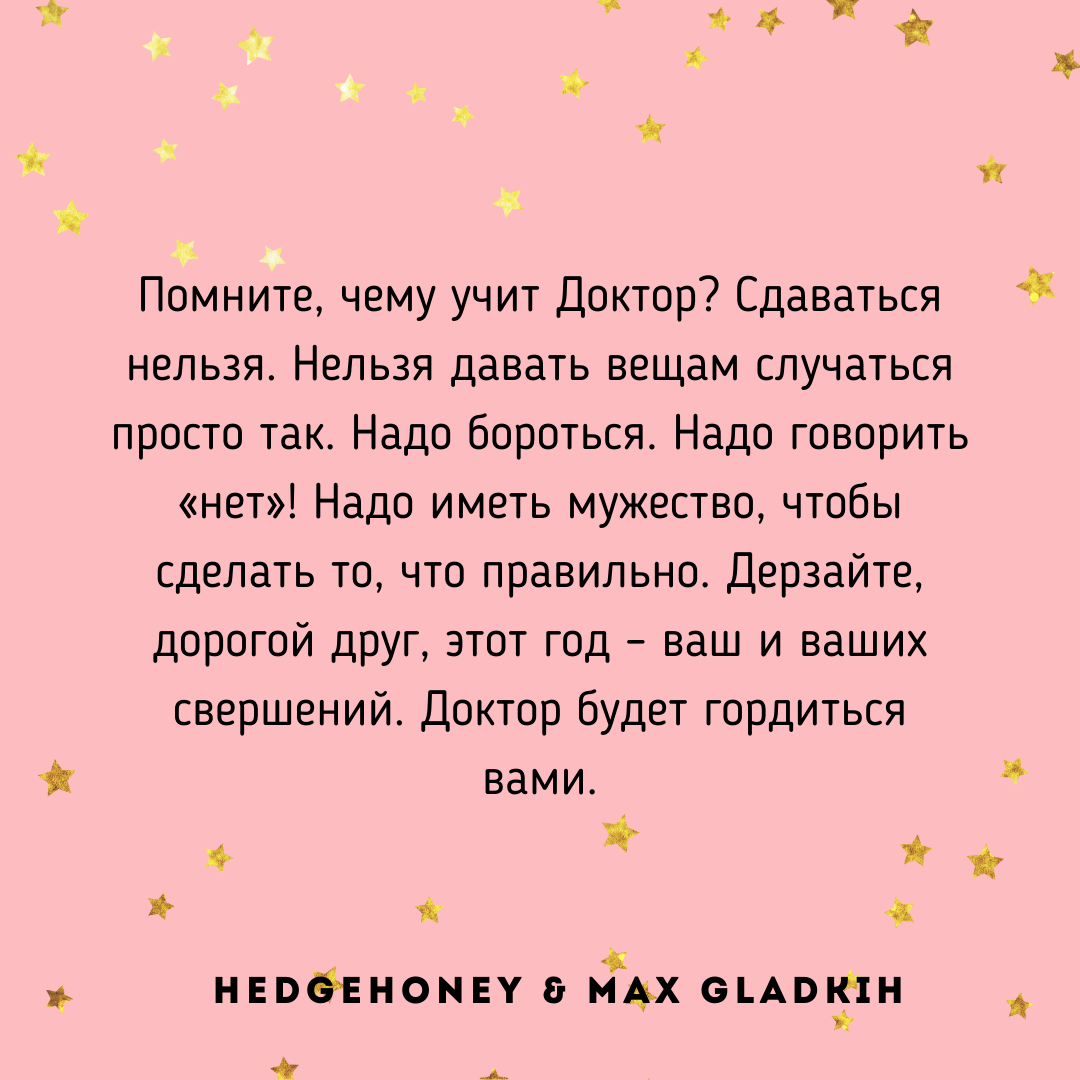 Помните, чему учит Доктор? Сдаваться
нельзя. Нельзя давать вещам случаться
просто так. Надо бороться. Надо говорить
«нет»! Надо иметь мужество, чтобы
сделать то, что правильно. Дерзайте,
дорогой друг, этот год – ваш и ваших
свершений. Доктор будет гордиться
вами.
HEDGEHONEY & MAX GLADKIH